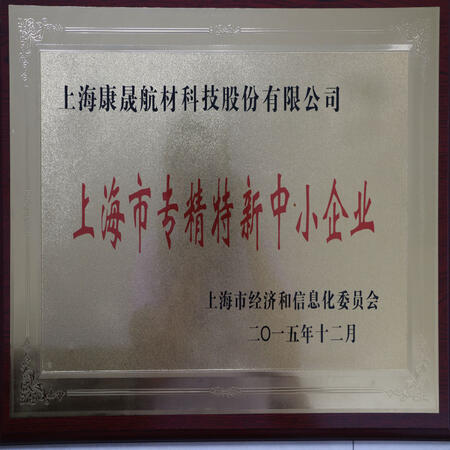 上海康晟航材科技股份有限公司
上海市专精特新中小企业
上海市经济和信息化委员会
二〇一五年十二月